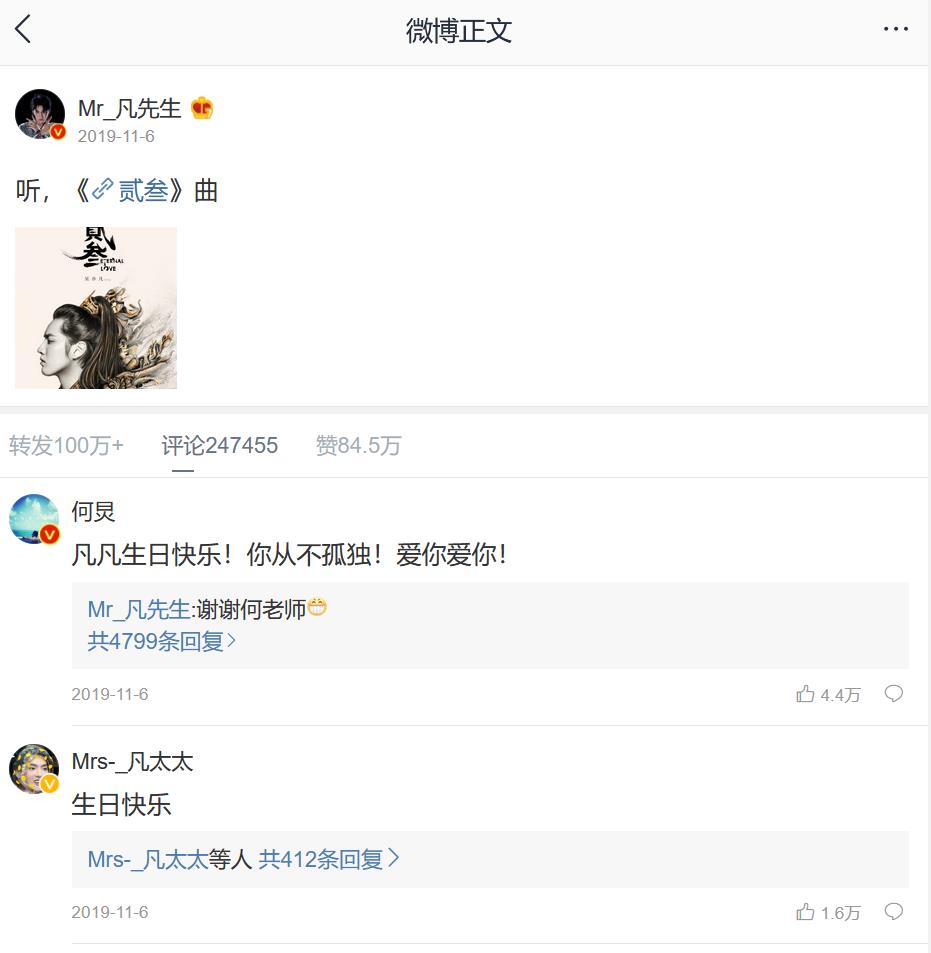 微博正文
Mr_凡先生
2019-11-6
听，《贰叁》曲
貳叁
ETERNAL
LOVE
转发100万+ 评论247455 赞84.5万
何炅
凡凡生日快乐！你从不孤独！爱你爱你！
Mr_凡先生:谢谢何老师
共4799条回复
2019-11-6 4.4万
Mrs-_凡太太
生日快乐
Mrs-_凡太太等人 共412条回复
2019-11-6 1.6万